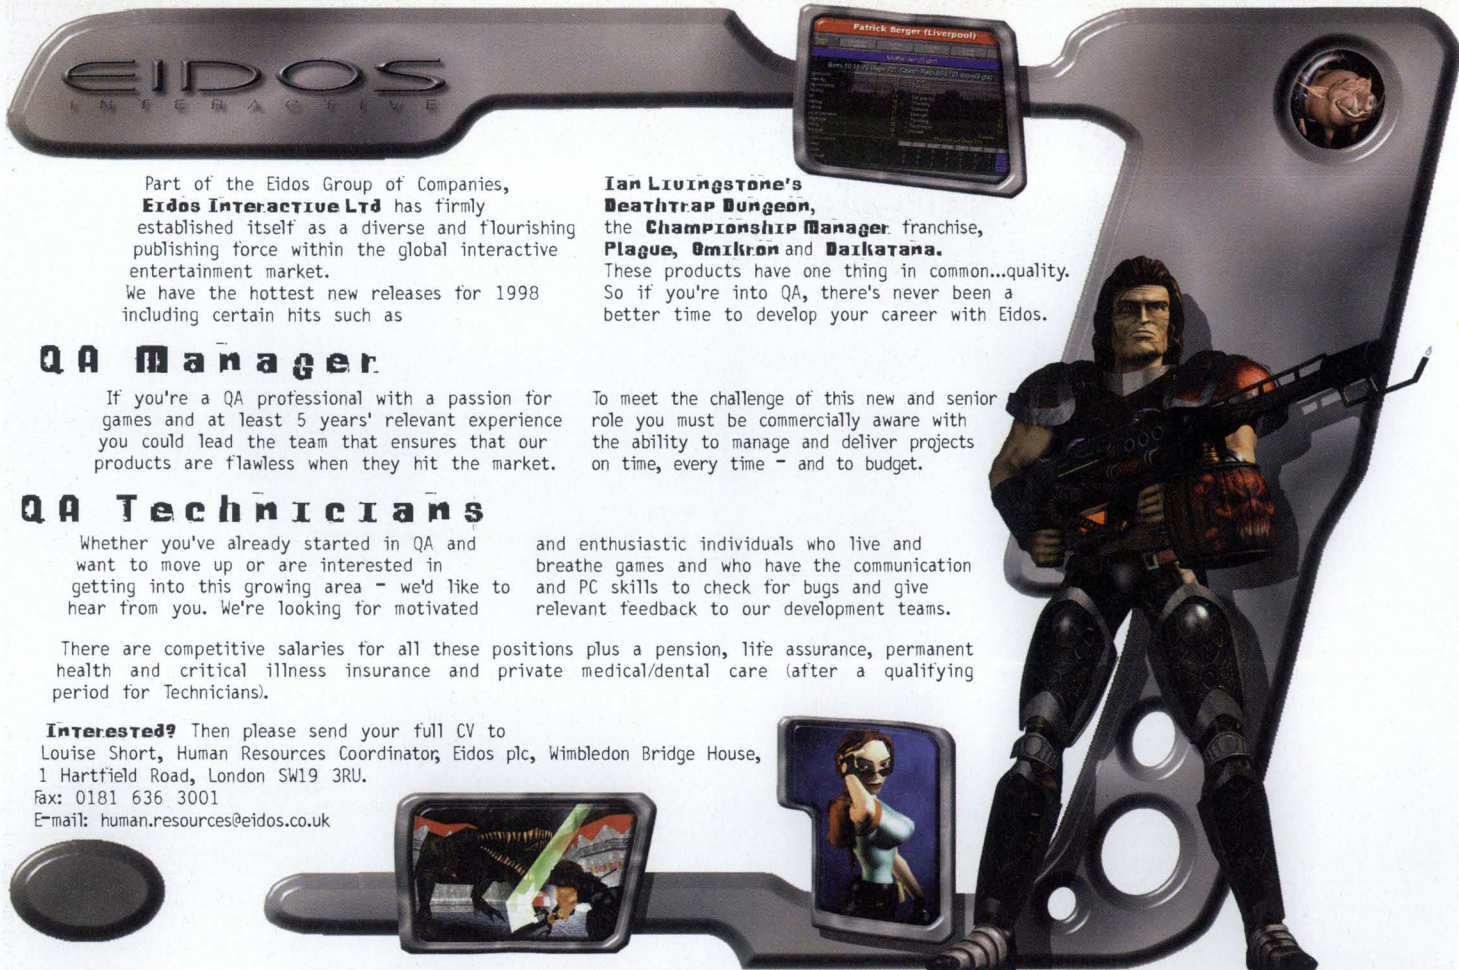 EIDOS
INTERACTIVE
Patrick Berger (Liverpool)
Part of the Eidos Group of Companies,
Eidos Interactive Ltd has firmly
established itself as a diverse and flourishing
publishing force within the global interactive
entertainment market.
We have the hottest new releases for 1998
including certain hits such as
Ian Livingstone's
Deathtrap Dungeon,
the Championship Manager franchise,
Plague, Omikron and Daikatana.
These products have one thing in common...quality.
So if you're into QA, there's never been a
better time to develop your career with Eidos.
QA Manager
If you're a QA professional with a passion for
games and at least 5 years' relevant experience
you could lead the team that ensures that our
products are flawless when they hit the market.
To meet the challenge of this new and senior
role you must be commercially aware with
the ability to manage and deliver projects
on time, every time - and to budget.
QA Technicians
Whether you've already started in QA and
want to move up or are interested in
getting into this growing area - we'd like to
hear from you. We're looking for motivated
and enthusiastic individuals who live and
breathe games and who have the communication
and PC skills to check for bugs and give
relevant feedback to our development teams.
There are competitive salaries for all these positions plus a pension, life assurance, permanent
health and critical illness insurance and private medical/dental care (after a qualifying
period for Technicians).
Interested? Then please send your full CV to
Louise Short, Human Resources Coordinator, Eidos plc, Wimbledon Bridge House,
1 Hartfield Road, London SW19 3RU.
Fax: 0181 636 3001
E-mail: human.resources@eidos.co.uk